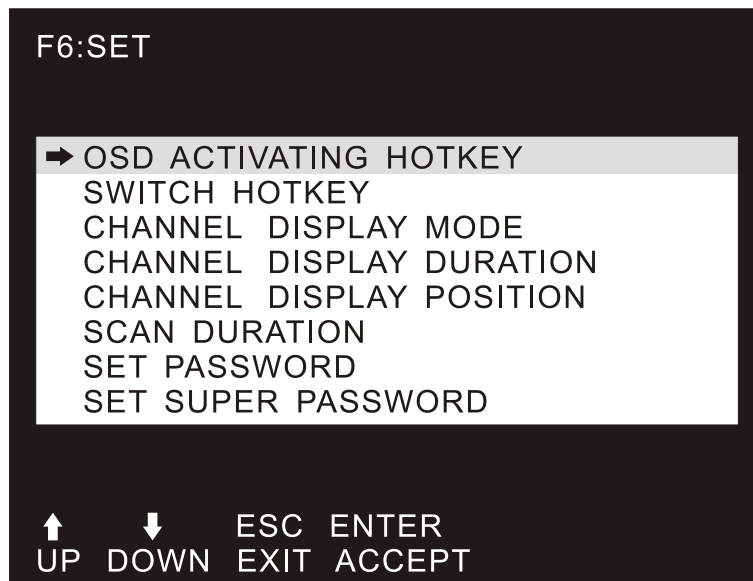 F6:SET
➡ OSD ACTIVATING HOTKEY
SWITCH HOTKEY
CHANNEL DISPLAY MODE
CHANNEL DISPLAY DURATION
CHANNEL DISPLAY POSITION
SCAN DURATION
SET PASSWORD
SET SUPER PASSWORD
⬆ ⬇ ESC ENTER
UP DOWN EXIT ACCEPT